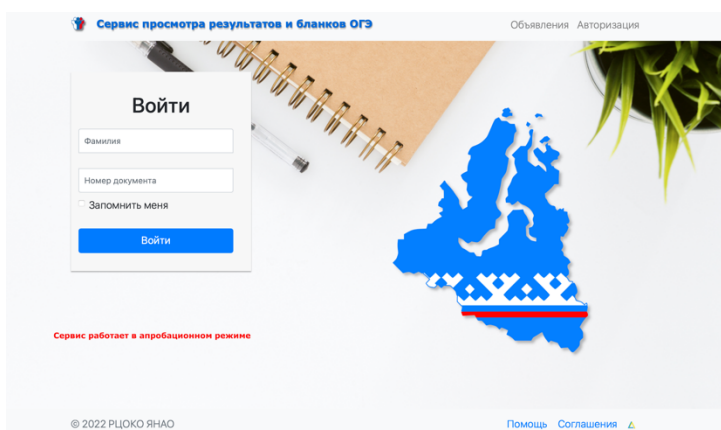 Сервис просмотра результатов и бланков ОГЭ
Объявления Авторизация
Войти
Фамилия
Номер документа
Запомнить меня
Войти
Сервис работает в апробационном режиме
© 2022 РЦОКО ЯНАО
Помощь Соглашения